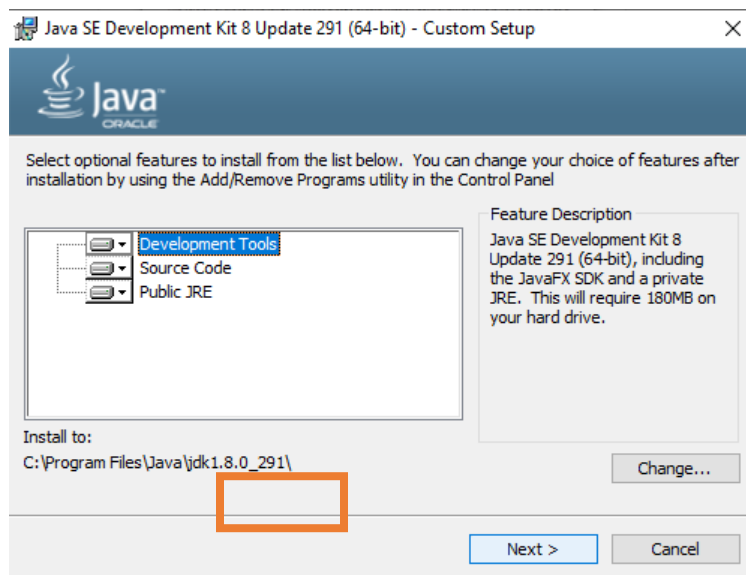 Java SE Development Kit 8 Update 291 (64-bit) - Custom Setup
Java™
ORACLE
Select optional features to install from the list below. You can change your choice of features after
installation by using the Add/Remove Programs utility in the Control Panel
Development Tools
Source Code
Public JRE
Feature Description
Java SE Development Kit 8
Update 291 (64-bit), including
the JavaFX SDK and a private
JRE. This will require 180MB on
your hard drive.
Install to:
C:\Program Files\Java\jdk1.8.0_291\
Change...
Next >
Cancel